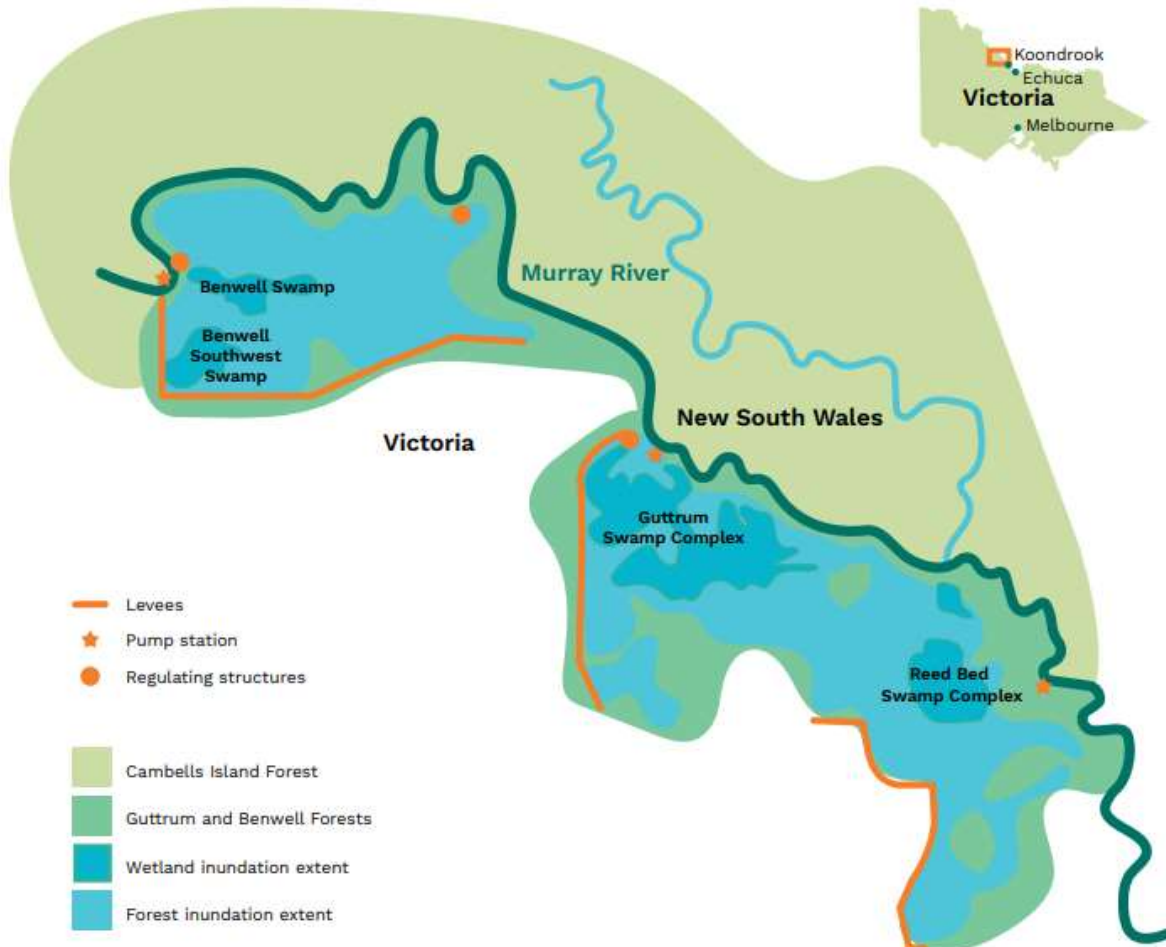 Koondrook
Echuca
Victoria
Melbourne
Murray River
Benwell Swamp
Benwell
Southwest
Swamp
New South Wales
Victoria
Guttrum
Swamp Complex
Reed Bed
Swamp Complex
Levees
Pump station
Regulating structures
Cambells Island Forest
Guttrum and Benwell Forests
Wetland inundation extent
Forest inundation extent